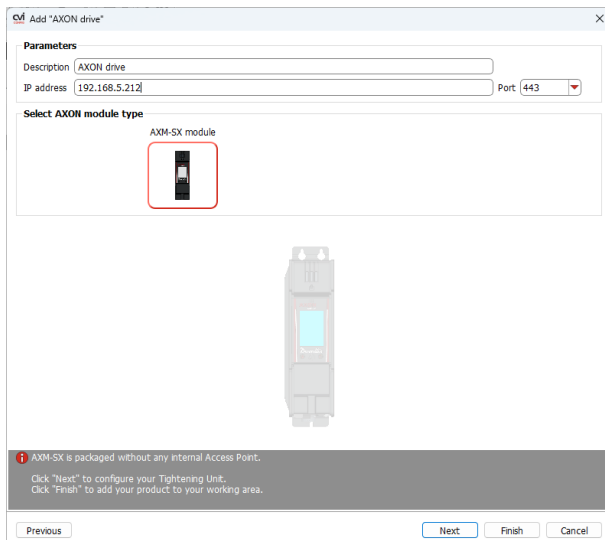 cvi Add "AXON drive"
Parameters
Description AXON drive
IP address 192.168.5.212 Port 443
Select AXON module type
AXM-SX module
AXM-SX is packaged without any internal Access Point.
Click "Next" to configure your Tightening Unit.
Click "Finish" to add your product to your working area.
Previous Next Finish Cancel